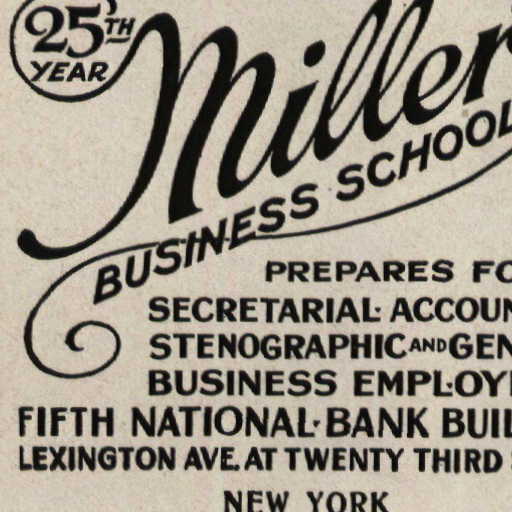 25TH
YEAR
Miller
BUSINESS SCHOOL
PREPARES FO
SECRETARIAL· ACCOUN
STENOGRAPHIC AND GEN
BUSINESS EMPLOY
FIFTH NATIONAL·BANK BUIL
LEXINGTON AVE. AT TWENTY THIRD
NEW YORK